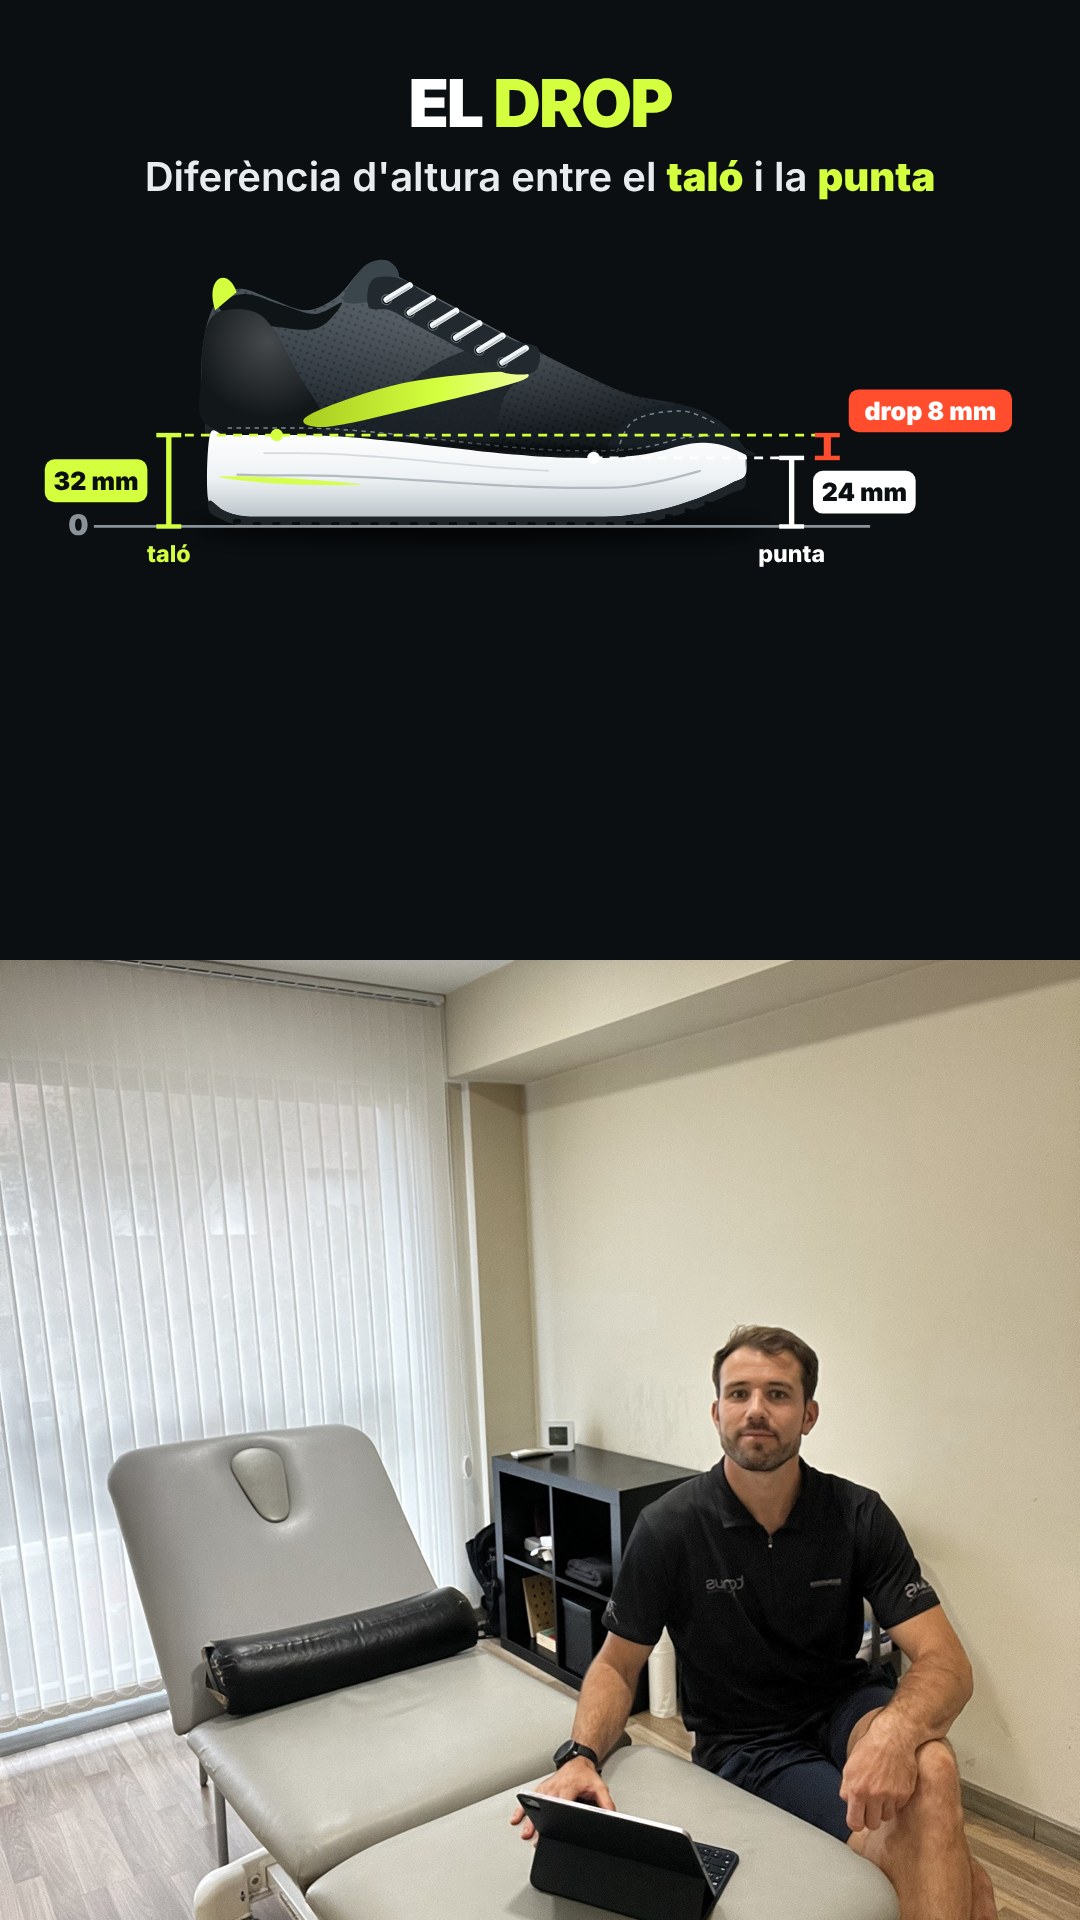 EL DROP
Diferència d'altura entre el taló i la punta
drop 8 mm
32 mm
24 mm
0
taló
punta